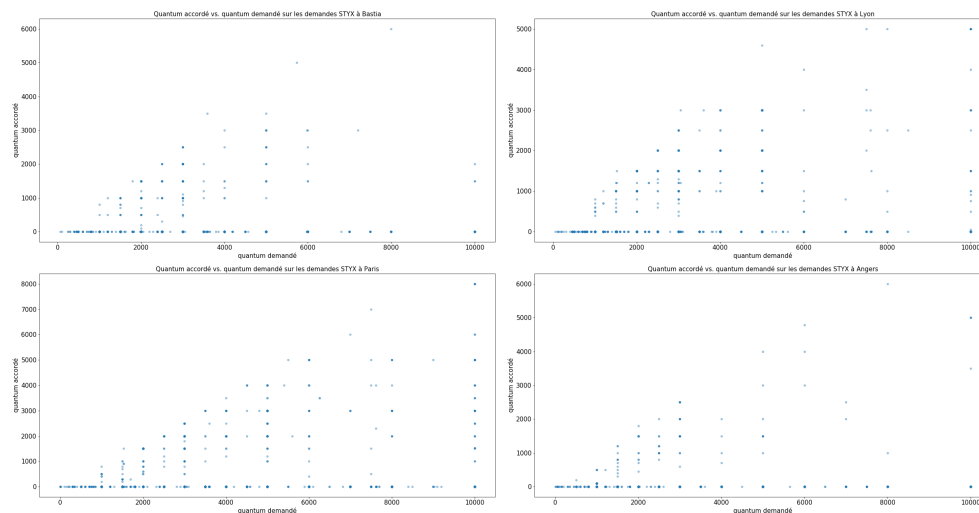 Quantum accordé vs. quantum demandé sur les demandes STYX à Bastia
6000
5000
4000
3000
2000
1000
0
quantum accordé
0 2000 4000 6000 8000 10000
quantum demandé
Quantum accordé vs. quantum demandé sur les demandes STYX à Lyon
5000
4000
3000
2000
1000
0
quantum accordé
0 2000 4000 6000 8000 10000
quantum demandé
Quantum accordé vs. quantum demandé sur les demandes STYX à Paris
8000
7000
6000
5000
4000
3000
2000
1000
0
quantum accordé
0 2000 4000 6000 8000 10000
quantum demandé
Quantum accordé vs. quantum demandé sur les demandes STYX à Angers
6000
5000
4000
3000
2000
1000
0
quantum accordé
0 2000 4000 6000 8000 10000
quantum demandé